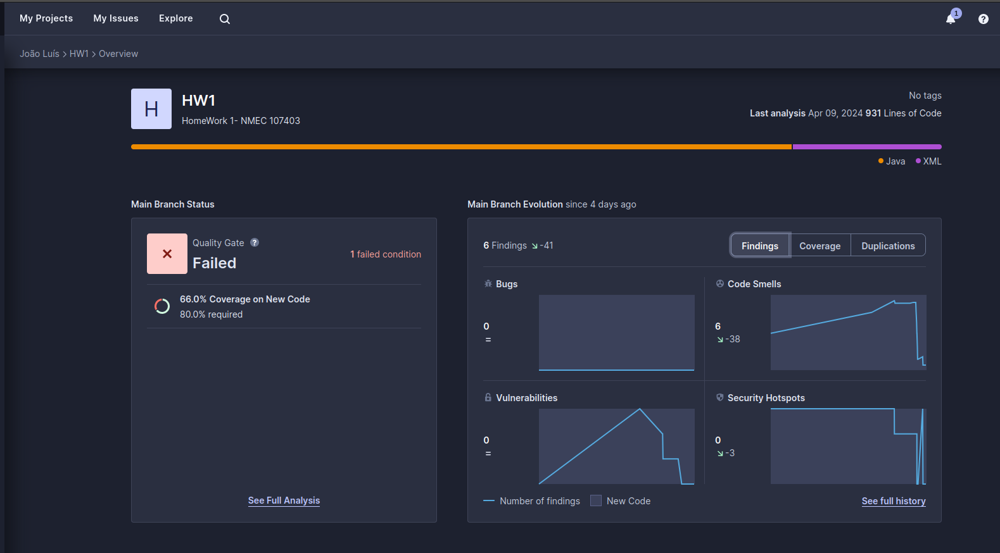 My Projects My Issues Explore 1 ?
João Luís > HW1 > Overview
H HW1
HomeWork 1- NMEC 107403
No tags
Last analysis Apr 09, 2024 931 Lines of Code
Java XML
Main Branch Status
Quality Gate ?
Failed
1 failed condition
66.0% Coverage on New Code
80.0% required
See Full Analysis
Main Branch Evolution since 4 days ago
6 Findings -41
Findings Coverage Duplications
Bugs
0
=
Code Smells
6
-38
Vulnerabilities
0
=
Security Hotspots
0
-3
Number of findings New Code
See full history